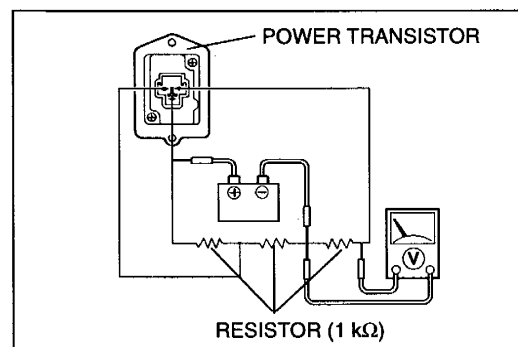 POWER TRANSISTOR
+ −
V
RESISTOR (1 kΩ)